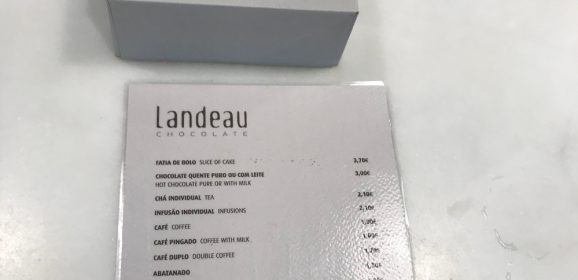 Landeau
CHOCOLATE
FATIA DE BOLO SLICE OF CAKE 3,70€
CHOCOLATE QUENTE PURO OU COM LEITE 3,00€
HOT CHOCOLATE PURE OR WITH MILK
CHÁ INDIVIDUAL TEA 2,10€
INFUSÃO INDIVIDUAL INFUSIONS 2,10€
CAFÉ COFFEE
CAFÉ PINGADO COFFEE WITH MILK
CAFÉ DUPLO DOUBLE COFFEE
ABATANADO